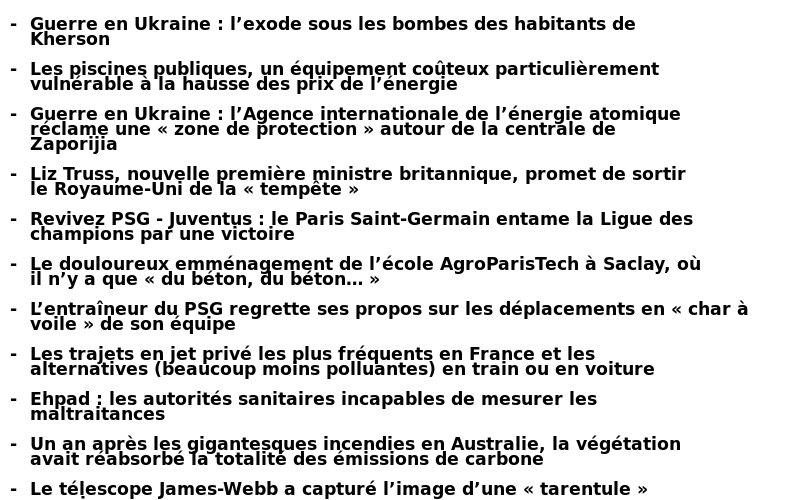 - Guerre en Ukraine : l’exode sous les bombes des habitants de
Kherson
- Les piscines publiques, un équipement coûteux particulièrement
vulnérable à la hausse des prix de l’énergie
- Guerre en Ukraine : l’Agence internationale de l’énergie atomique
réclame une « zone de protection » autour de la centrale de
Zaporijia
- Liz Truss, nouvelle première ministre britannique, promet de sortir
le Royaume-Uni de la « tempête »
- Revivez PSG - Juventus : le Paris Saint-Germain entame la Ligue des
champions par une victoire
- Le douloureux emménagement de l’école AgroParisTech à Saclay, où
il n’y a que « du béton, du béton… »
- L’entraîneur du PSG regrette ses propos sur les déplacements en « char à
voile » de son équipe
- Les trajets en jet privé les plus fréquents en France et les
alternatives (beaucoup moins polluantes) en train ou en voiture
- Ehpad : les autorités sanitaires incapables de mesurer les
maltraitances
- Un an après les gigantesques incendies en Australie, la végétation
avait réabsorbé la totalité des émissions de carbone
- Le télescope James-Webb a capturé l’image d’une « tarentule »